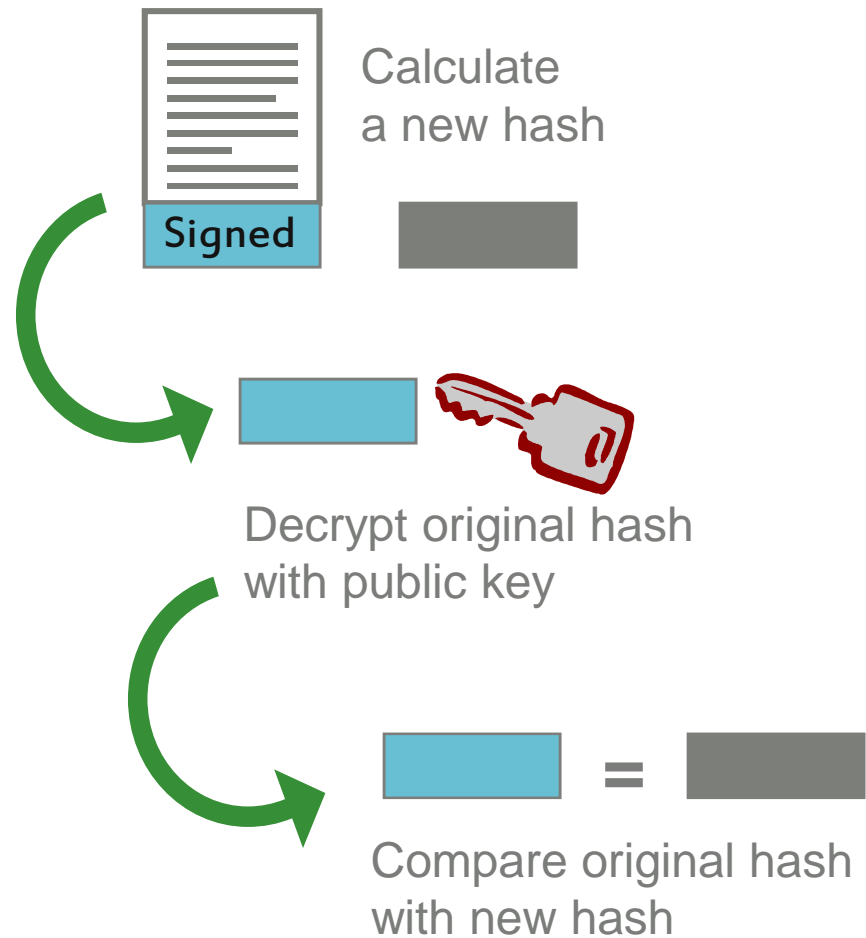 Calculate
a new hash
Signed
Decrypt original hash
with public key
=
Compare original hash
with new hash